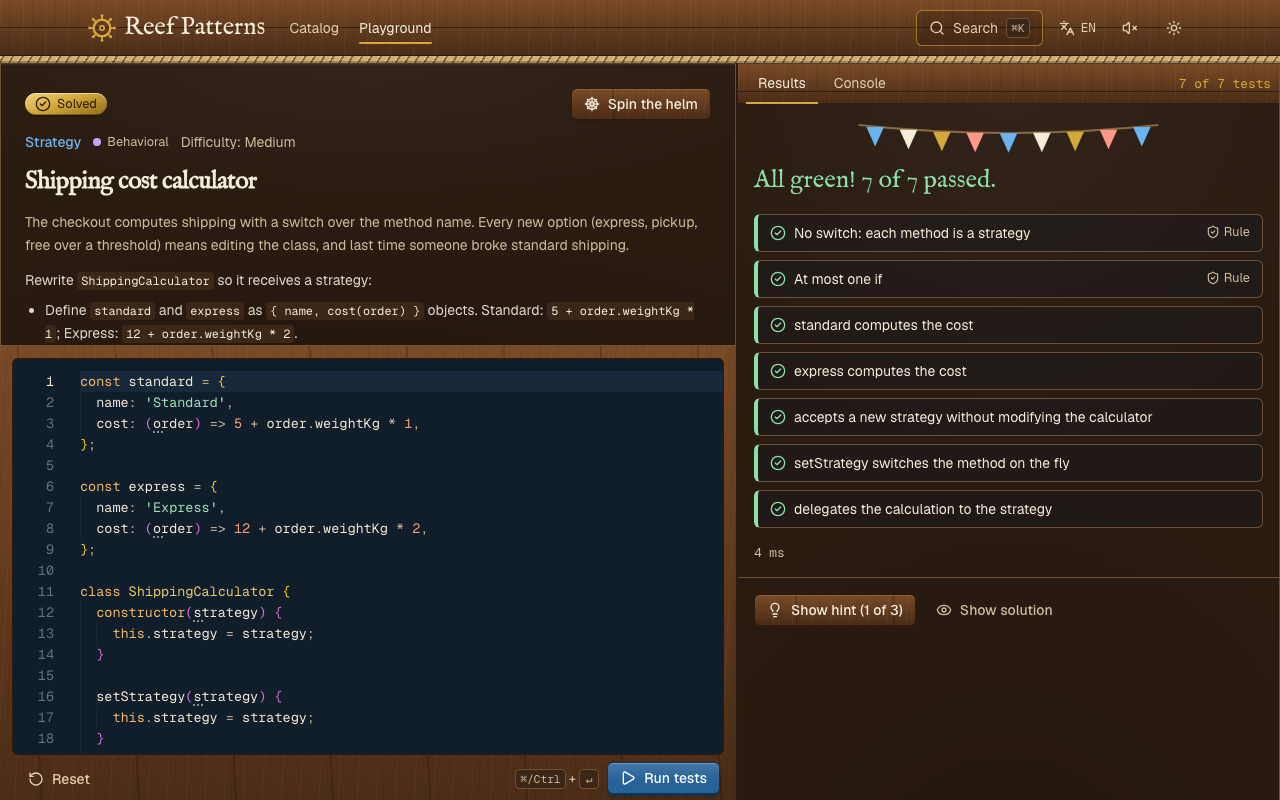 Reef Patterns Catalog Playground Search ⌘K EN
Solved Spin the helm
Strategy Behavioral Difficulty: Medium
Shipping cost calculator
The checkout computes shipping with a switch over the method name. Every new option (express, pickup,
free over a threshold) means editing the class, and last time someone broke standard shipping.
Rewrite ShippingCalculator so it receives a strategy:
• Define standard and express as { name, cost(order) } objects. Standard: 5 + order.weightKg *
1; Express: 12 + order.weightKg * 2.
1 const standard = {
2   name: 'Standard',
3   cost: (order) => 5 + order.weightKg * 1,
4 };
5
6 const express = {
7   name: 'Express',
8   cost: (order) => 12 + order.weightKg * 2,
9 };
10
11 class ShippingCalculator {
12   constructor(strategy) {
13     this.strategy = strategy;
14   }
15
16   setStrategy(strategy) {
17     this.strategy = strategy;
18   }
Reset ⌘/Ctrl + ↵ Run tests
Results Console 7 of 7 tests
All green! 7 of 7 passed.
No switch: each method is a strategy Rule
At most one if Rule
standard computes the cost
express computes the cost
accepts a new strategy without modifying the calculator
setStrategy switches the method on the fly
delegates the calculation to the strategy
4 ms
Show hint (1 of 3) Show solution